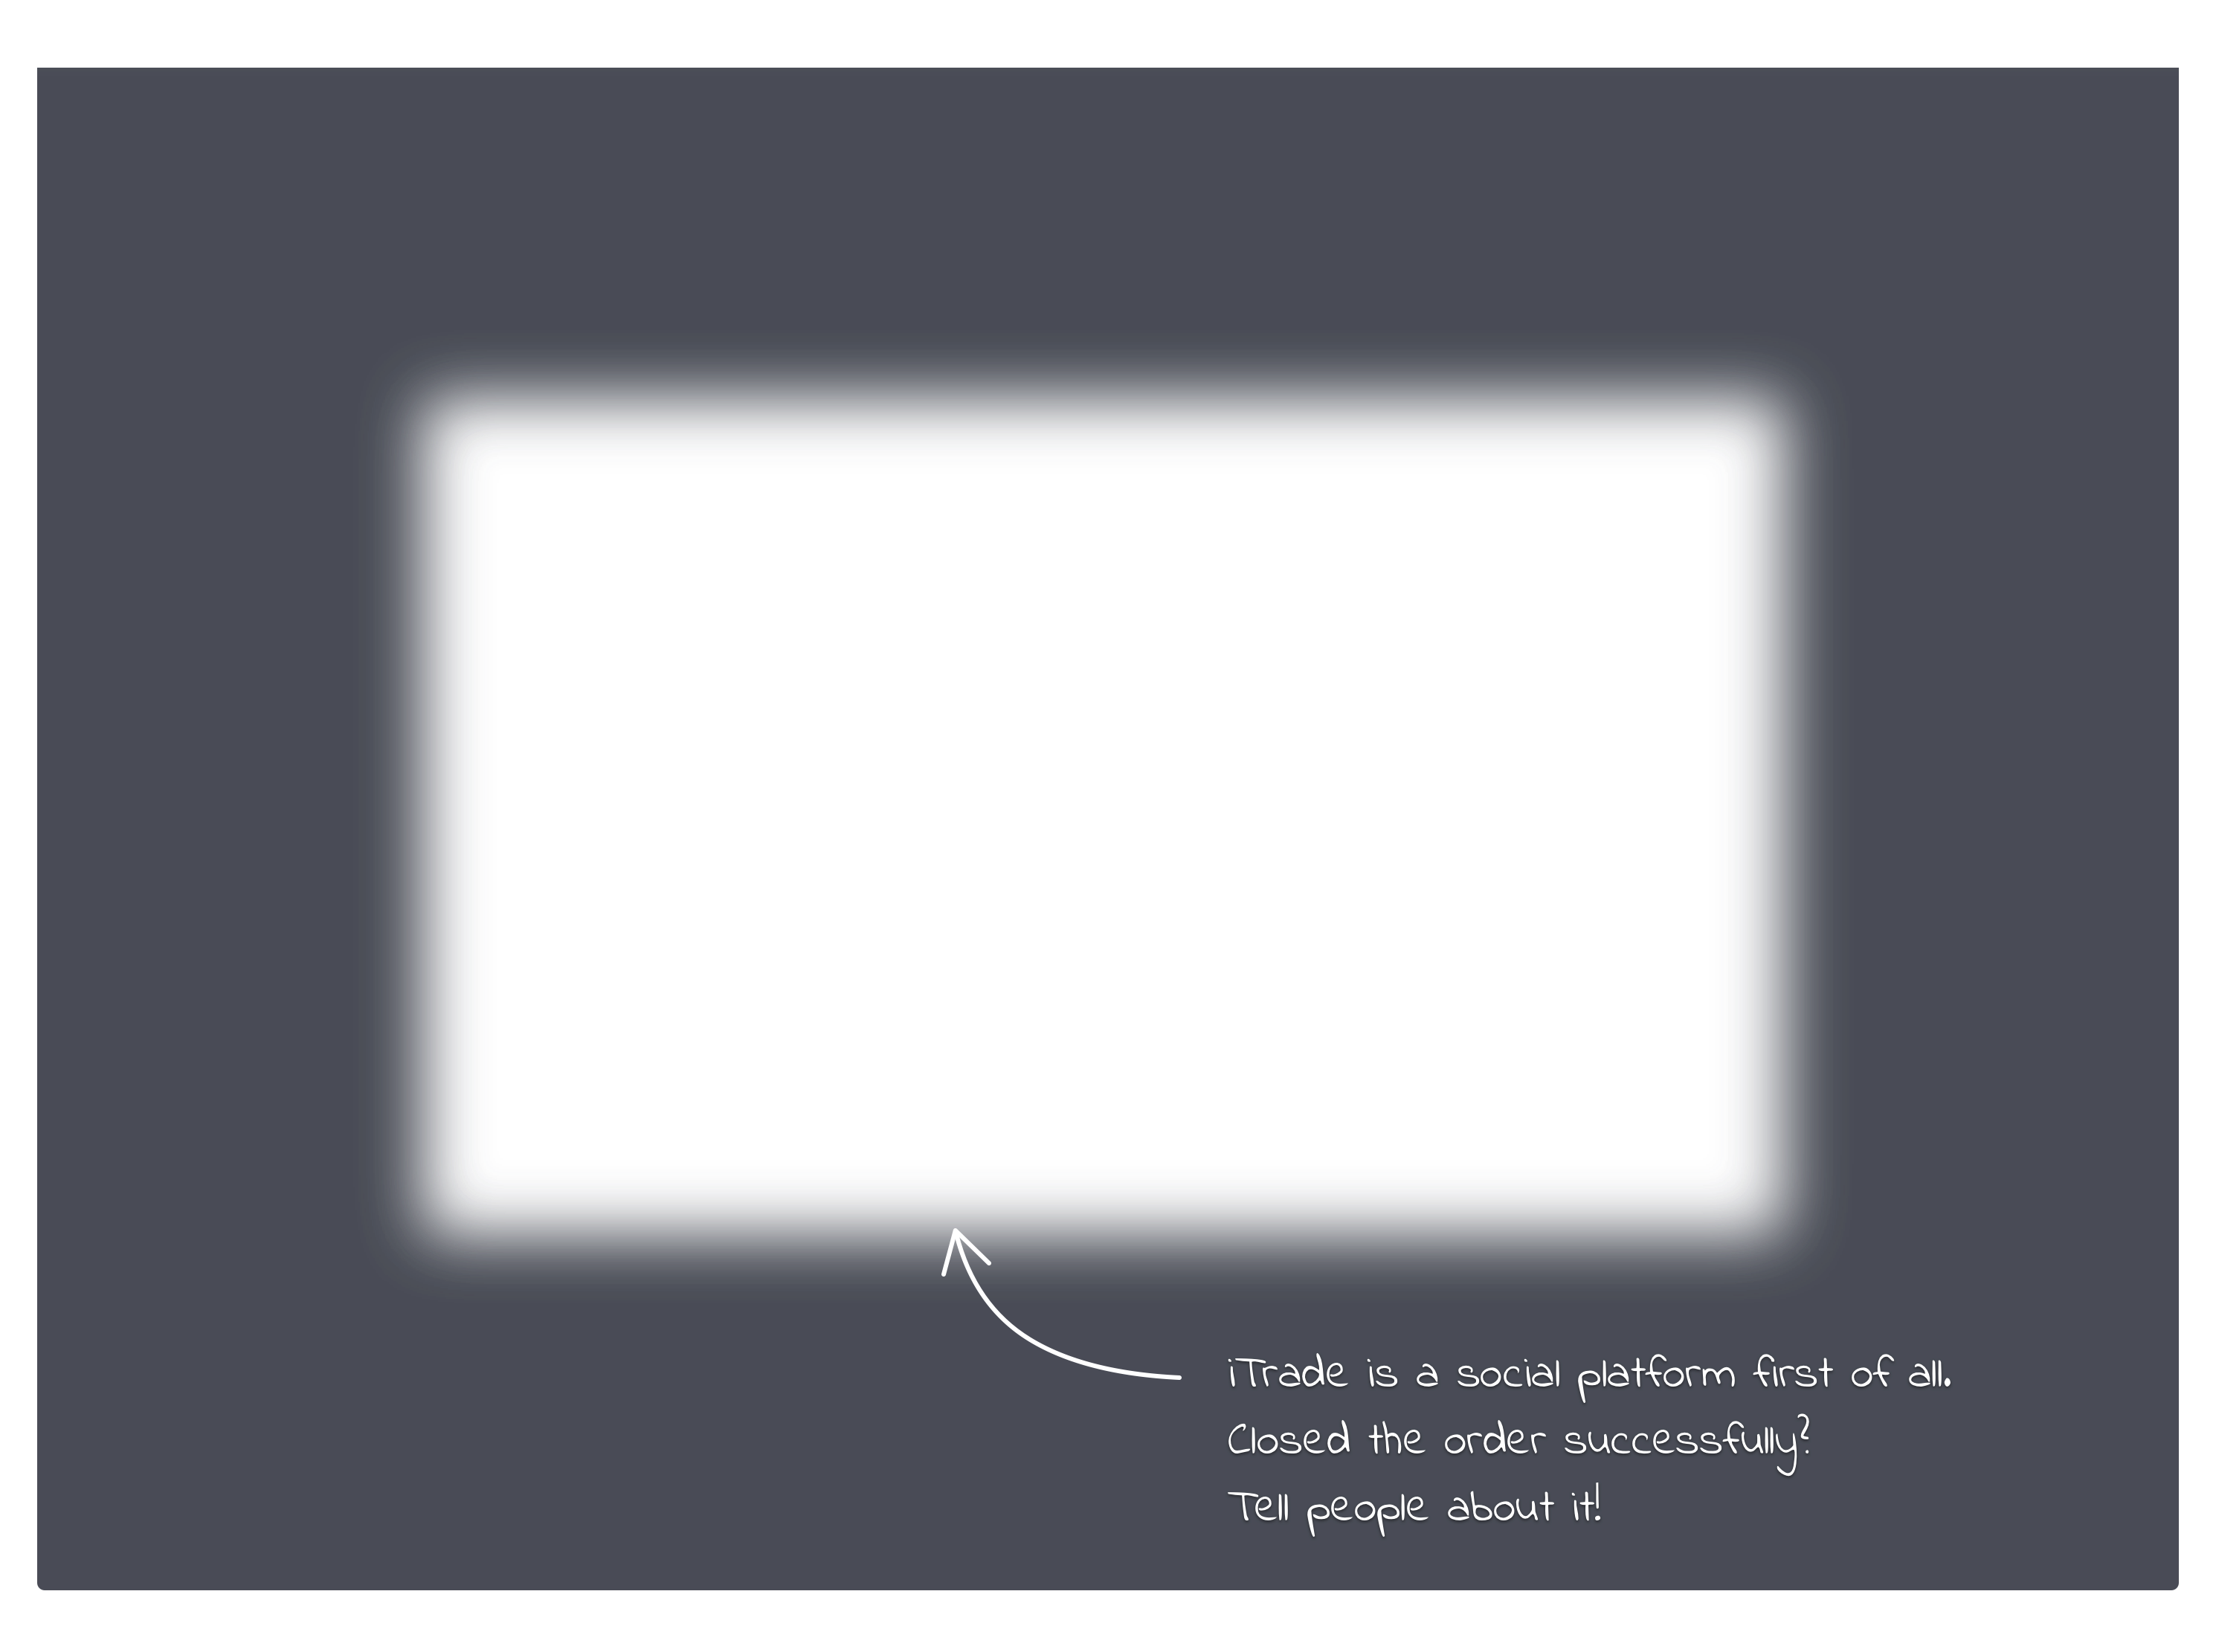 iTrade is a social platform first of all.
Closed the order successfully?
Tell people about it!